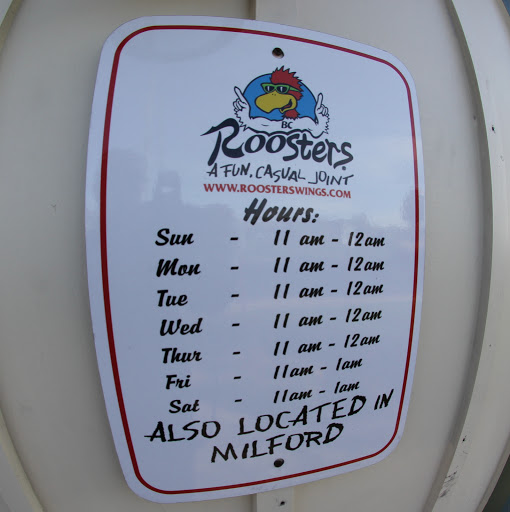 BC
Roosters
A FUN, CASUAL JOINT
WWW.ROOSTERSWINGS.COM
Hours:
Sun - 11 am - 12am
Mon - 11 am - 12am
Tue - 11 am - 12am
Wed - 11 am - 12am
Thur - 11 am - 12am
Fri - 11am - 1am
Sat - 11am - 1am
ALSO LOCATED IN
MILFORD